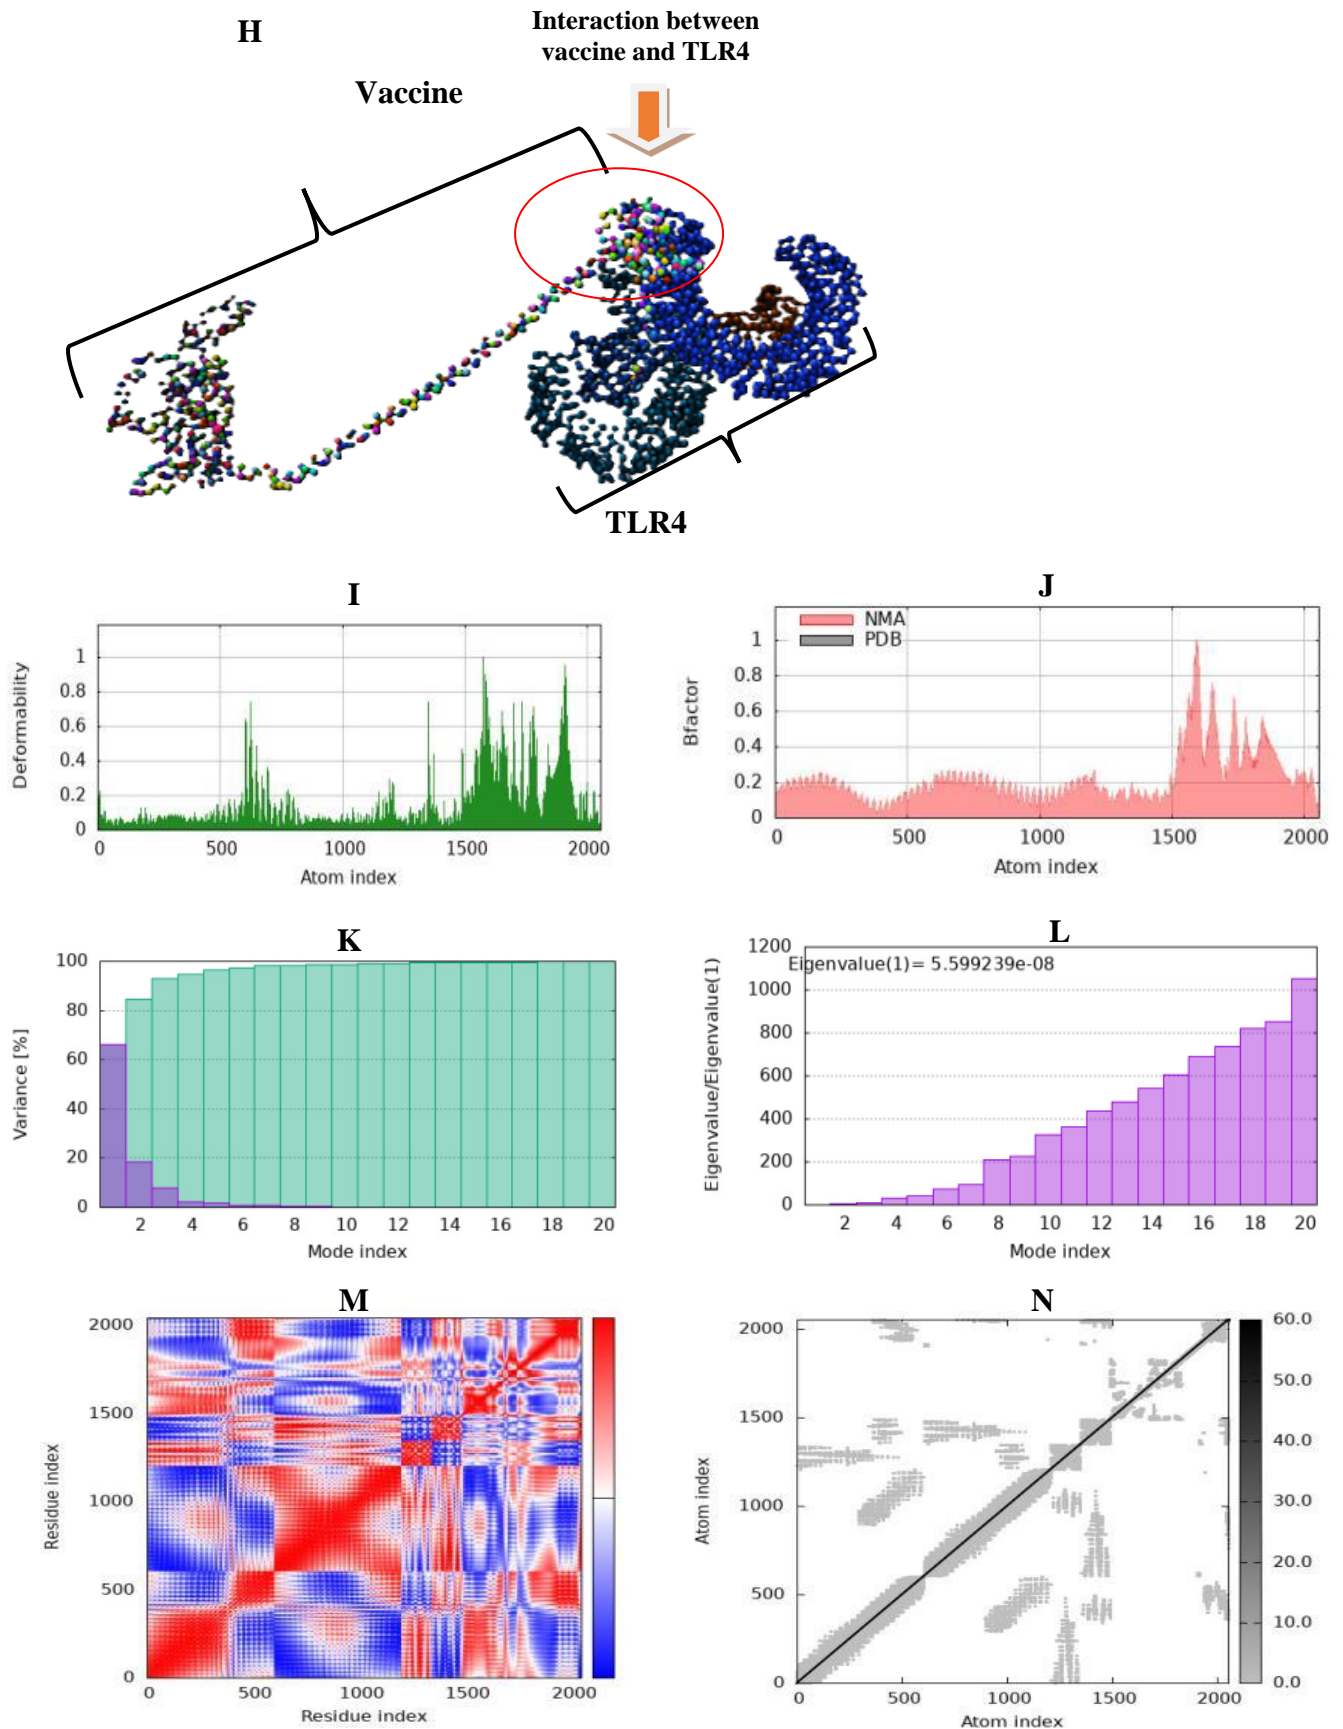 H
Interaction between
vaccine and TLR4
Vaccine
TLR4
I
Deformability
1
0.8
0.6
0.4
0.2
0
0 500 1000 1500 2000
Atom index
J
NMA
PDB
Bfactor
1
0.8
0.6
0.4
0.2
0
0 500 1000 1500 2000
Atom index
K
Variance [%]
100
80
60
40
20
0
2 4 6 8 10 12 14 16 18 20
Mode index
L
Eigenvalue(1)= 5.599239e-08
Eigenvalue/Eigenvalue(1)
1200
1000
800
600
400
200
0
2 4 6 8 10 12 14 16 18 20
Mode index
M
Residue index
2000
1500
1000
500
0
0 500 1000 1500 2000
Residue index
N
Atom index
2000
1500
1000
500
0
0 500 1000 1500 2000
Atom index
60.0
50.0
40.0
30.0
20.0
10.0
0.0